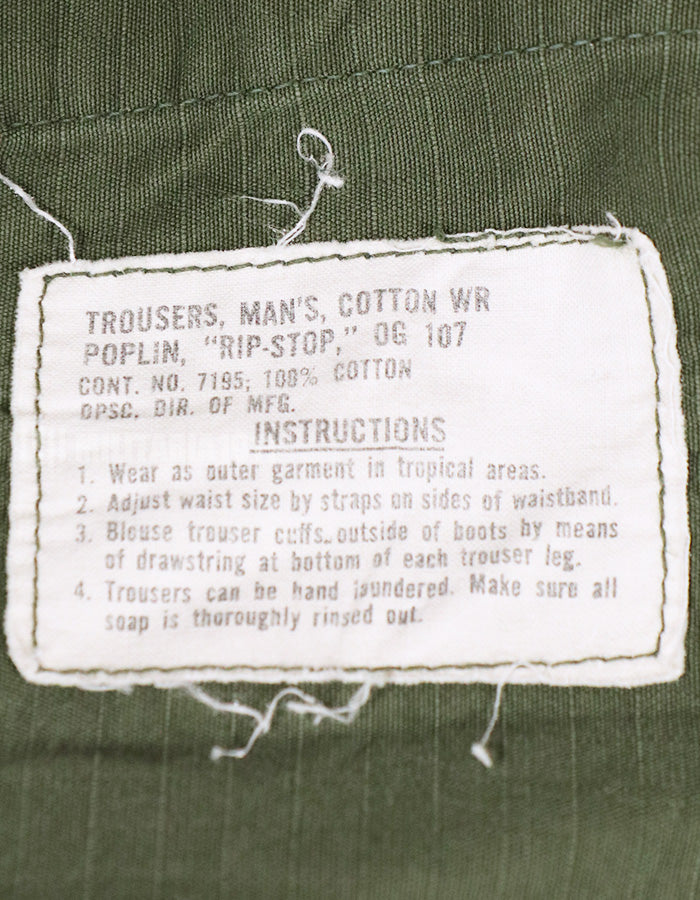 TROUSERS, MAN'S, COTTON WR
POPLIN, "RIP-STOP," OG 107
CONT. NO. 7195; 100% COTTON
DPSC, DIR. OF MFG.
INSTRUCTIONS
1. Wear as outer garment in tropical areas.
2. Adjust waist size by straps on sides of waistband.
3. Blouse trouser cuffs outside of boots by means
of drawstring at bottom of each trouser leg.
4. Trousers can be hand laundered. Make sure all
soap is thoroughly rinsed out.